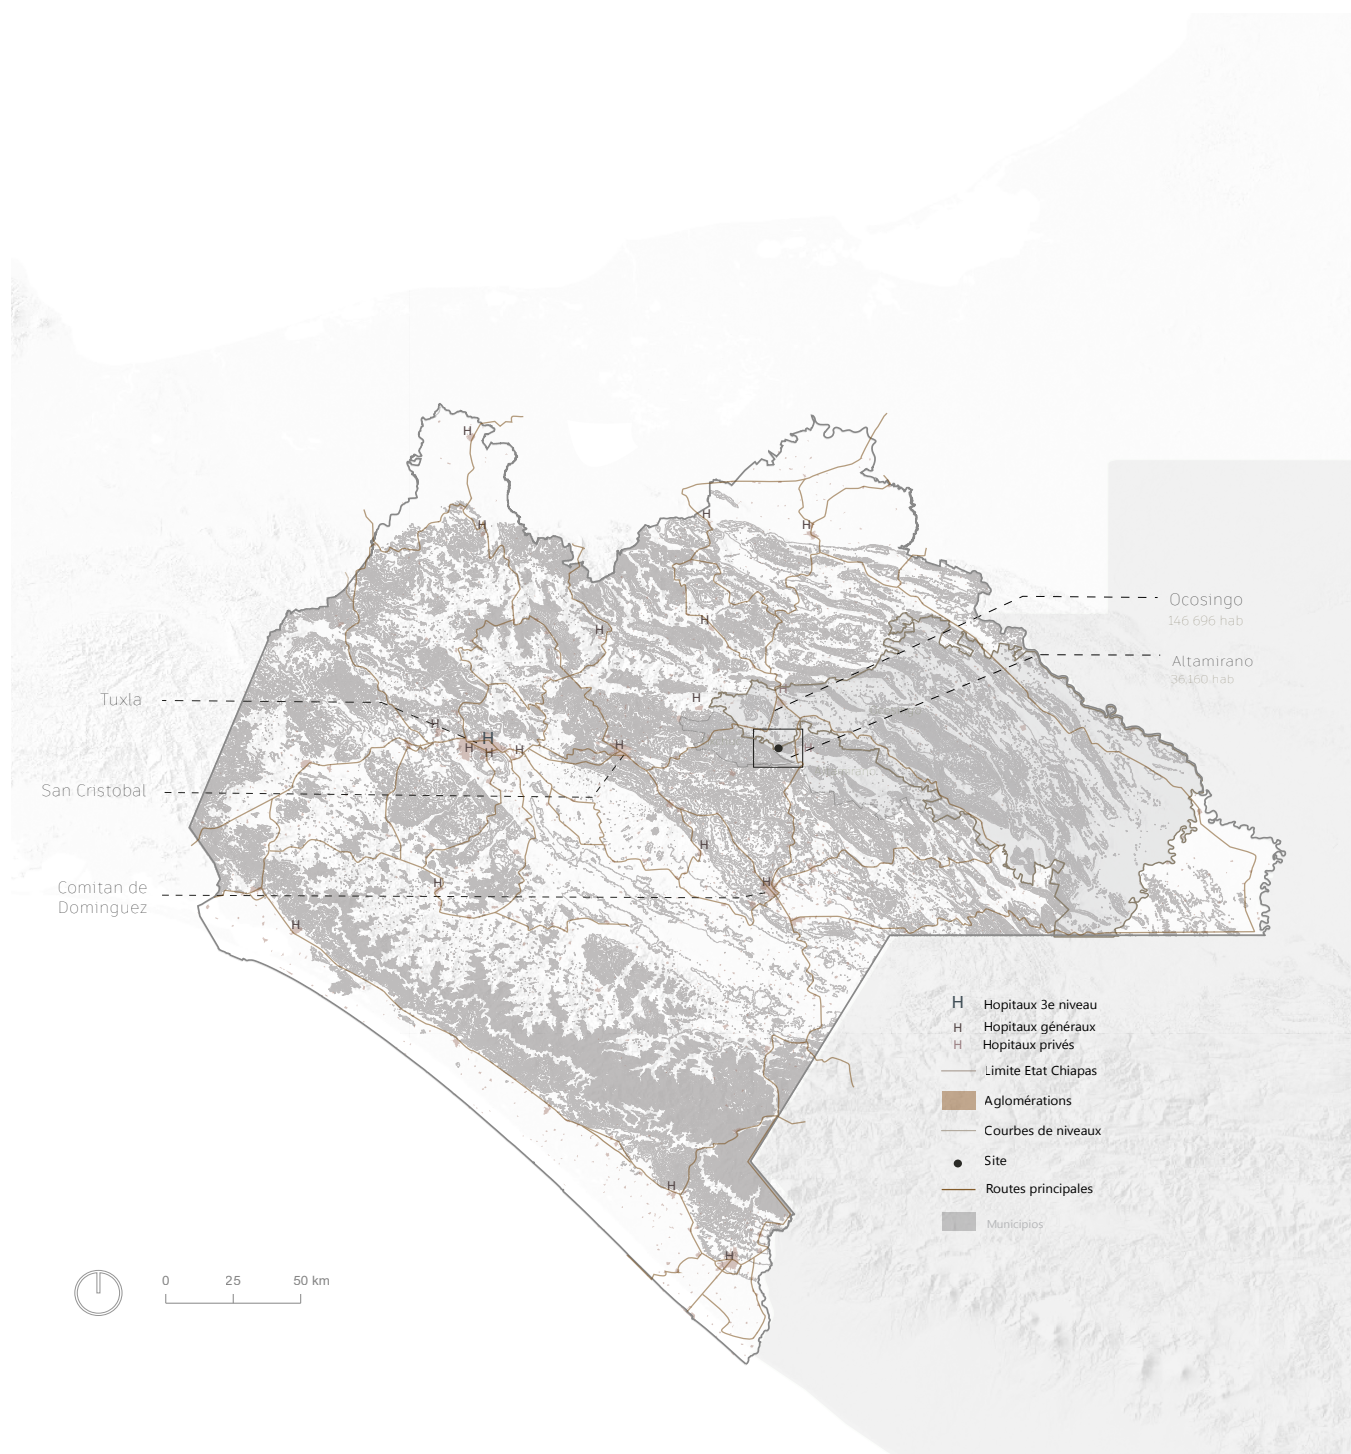 Ocosingo
146 696 hab
Altamirano
36,160 hab
Tuxla
San Cristobal
Comitan de
Dominguez
H Hopitaux 3e niveau
H Hopitaux généraux
H Hopitaux privés
Limite Etat Chiapas
Aglomérations
Courbes de niveaux
Site
Routes principales
Municipios
0 25 50 km